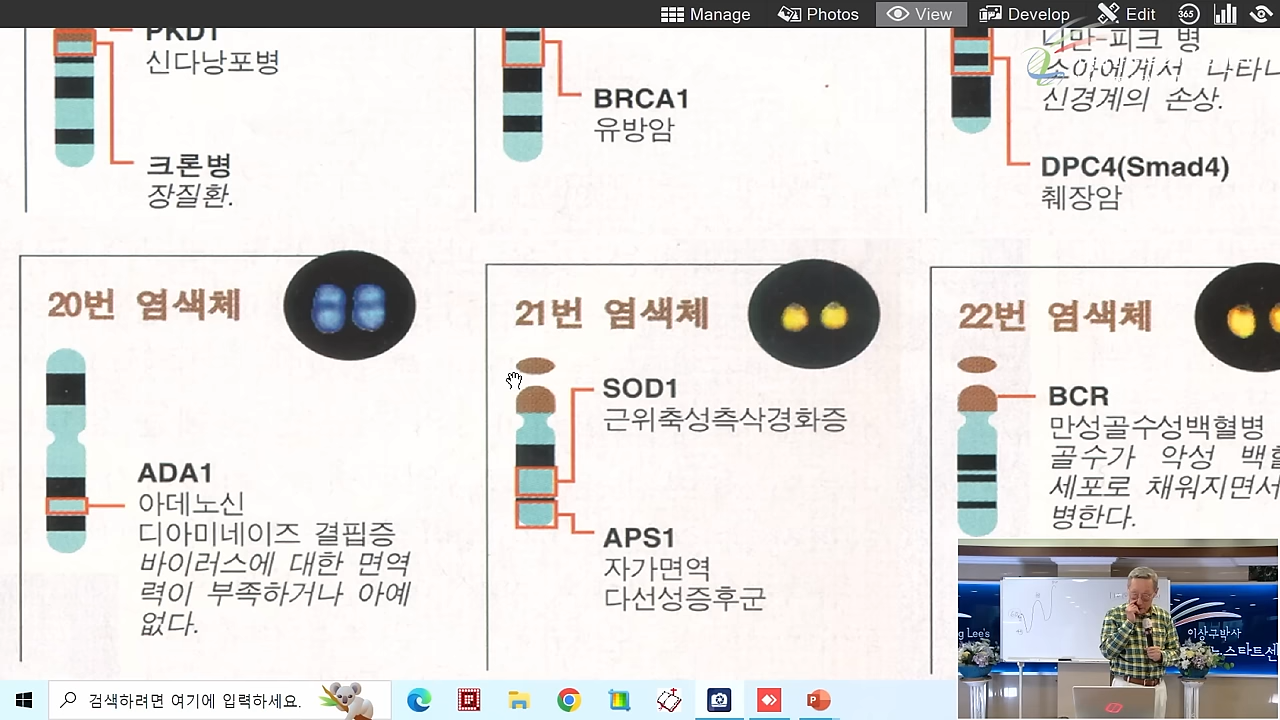 Manage Photos View Develop Edit 365
PKD1
신다낭포병
크론병
장질환.
BRCA1
유방암
니만-피크 병
소아에게서 나타나
신경계의 손상.
DPC4(Smad4)
췌장암
20번 염색체
ADA1
아데노신
디아미네이즈 결핍증
바이러스에 대한 면역
력이 부족하거나 아예
없다.
21번 염색체
SOD1
근위축성측삭경화증
APS1
자가면역
다선성증후군
22번 염색체
BCR
만성골수성백혈병
골수가 악성 백혈
세포로 채워지면서
병한다.
g Lee's
이상구박사
뉴스타트센
검색하려면 여기에 입력하세요.